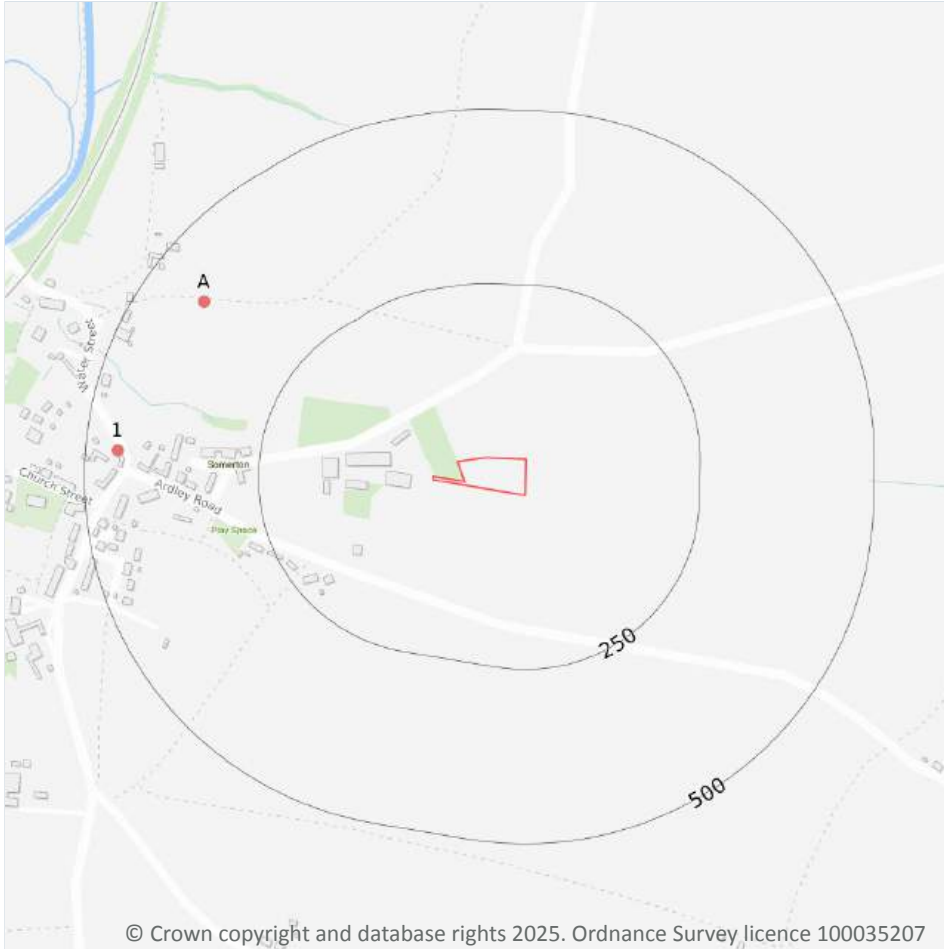 A
Water Street
1
Somerton
Church Street
Ardley Road
Play Space
250
500
© Crown copyright and database rights 2025. Ordnance Survey licence 100035207